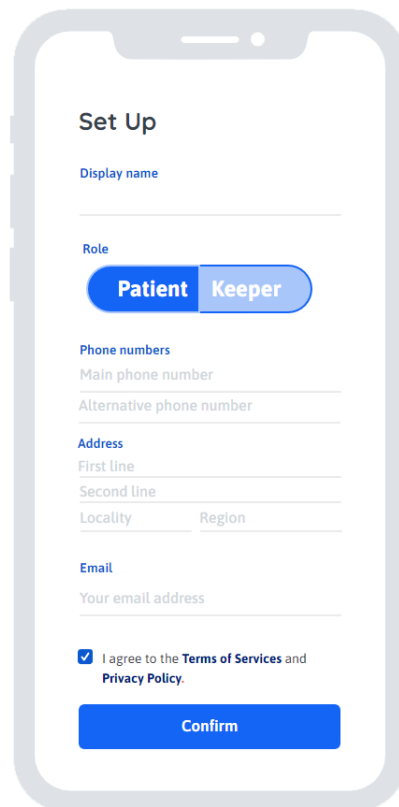 Set Up
Display name
Role
Patient Keeper
Phone numbers
Main phone number
Alternative phone number
Address
First line
Second line
Locality Region
Email
Your email address
I agree to the Terms of Services and
Privacy Policy.
Confirm